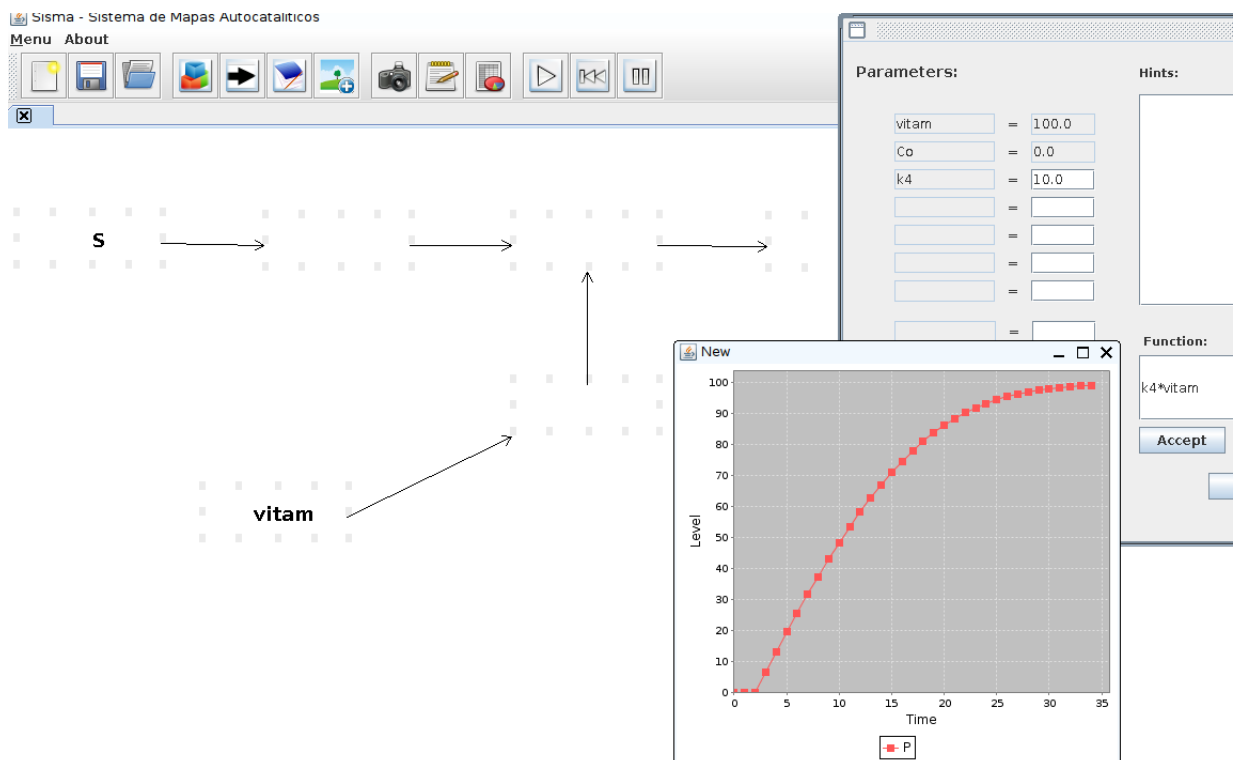 Sisma - Sistema de Mapas Autocatalíticos
Menu About
Parameters:
Hints:
vitam = 100.0
Co = 0.0
k4 = 10.0
=
=
=
=
=
S
vitam
Function:
k4*vitam
Accept
New
100
90
80
70
60
50
40
30
20
10
0
Level
0 5 10 15 20 25 30 35
Time
P